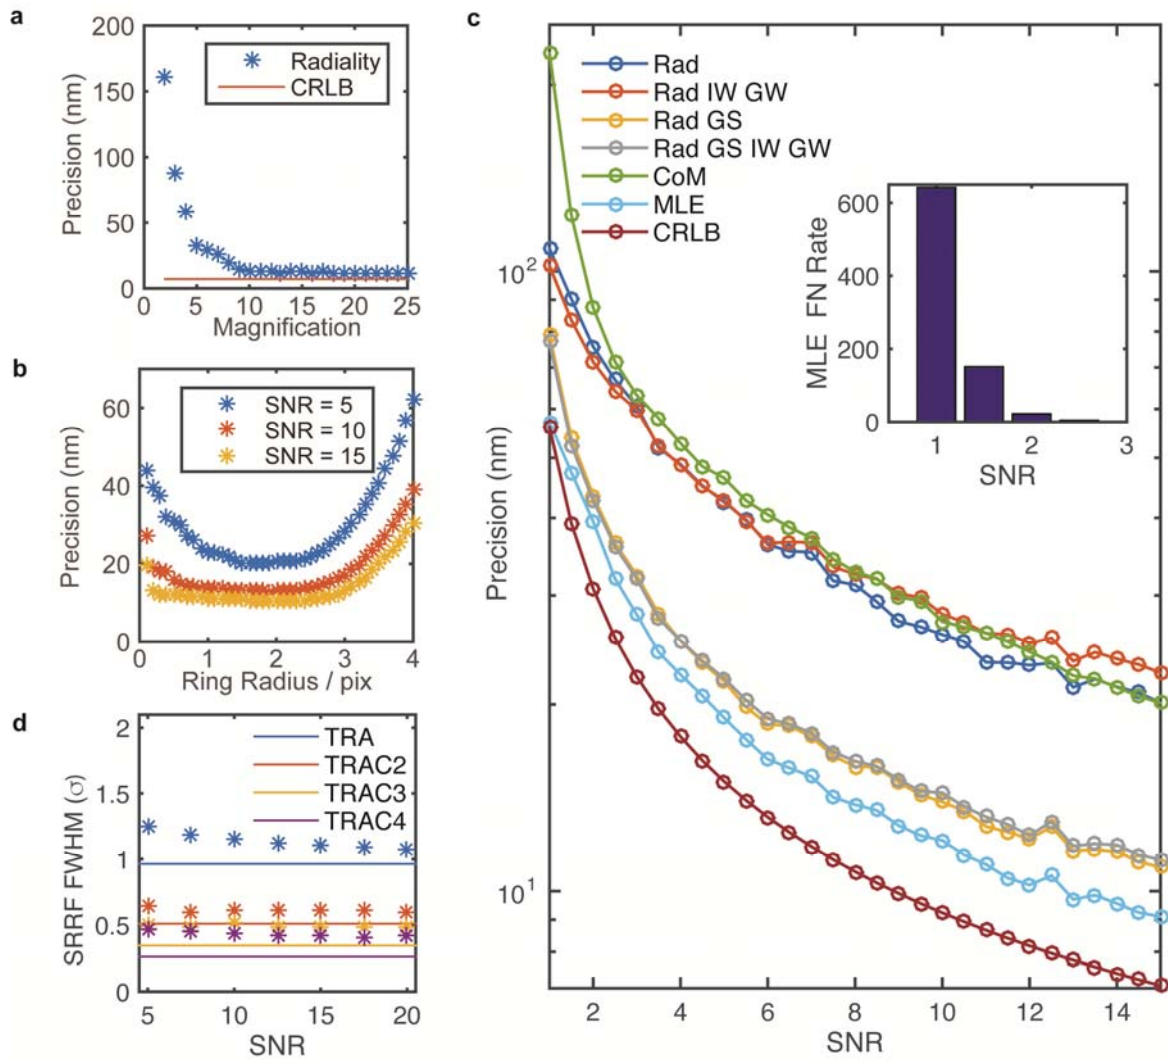 a
200
150
100
50
0
Precision (nm)
Radiality
CRLB
0 5 10 15 20 25
Magnification
b
60
40
20
0
Precision (nm)
SNR = 5
SNR = 10
SNR = 15
0 1 2 3 4
Ring Radius / pix
d
2
1.5
1
0.5
0
SRRF FWHM (σ)
TRA
TRAC2
TRAC3
TRAC4
5 10 15 20
SNR
c
Rad
Rad IW GW
Rad GS
Rad GS IW GW
CoM
MLE
CRLB
10²
10¹
Precision (nm)
2 4 6 8 10 12 14
SNR
600
400
200
0
MLE FN Rate
1 2 3
SNR